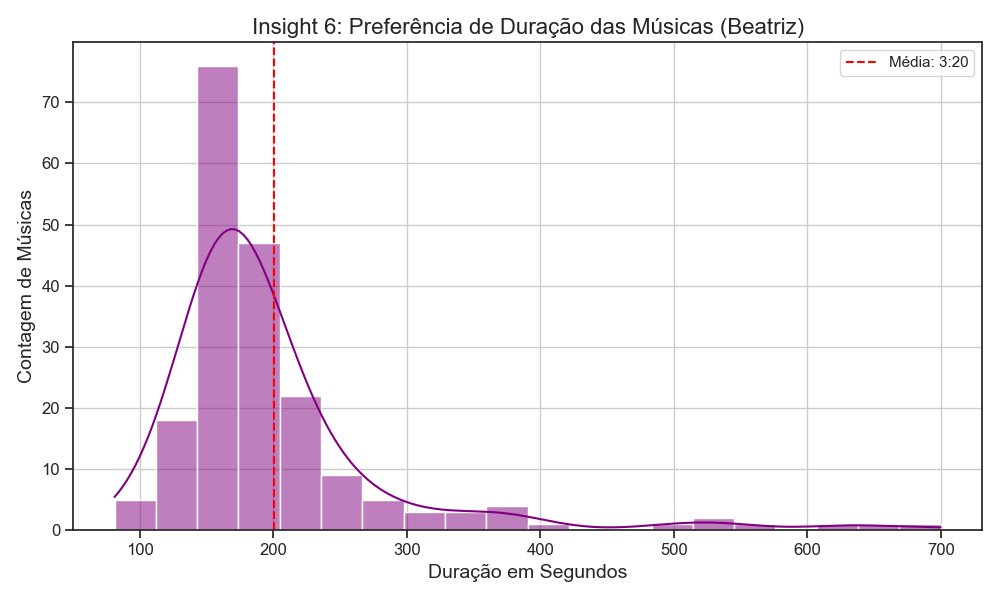 Insight 6: Preferência de Duração das Músicas (Beatriz)
Média: 3:20
Contagem de Músicas
70
60
50
40
30
20
10
0
100 200 300 400 500 600 700
Duração em Segundos